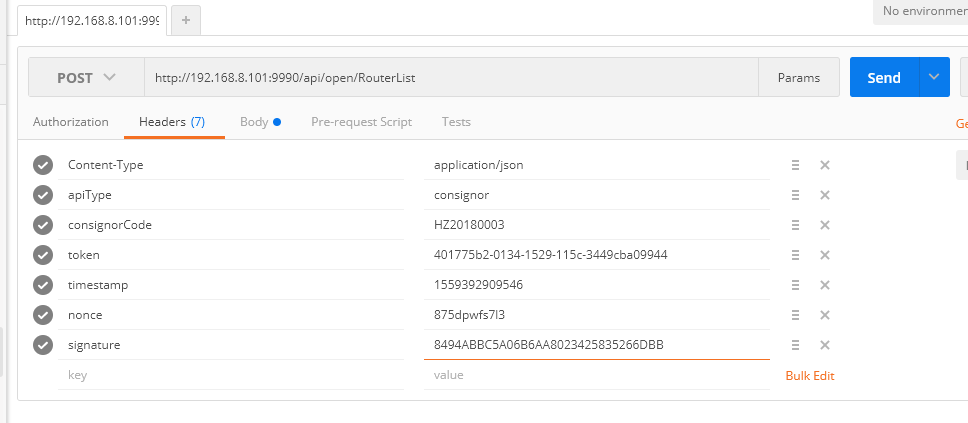 http://192.168.8.101:999
+
No environmen
POST http://192.168.8.101:9990/api/open/RouterList Params Send
Authorization Headers (7) Body Pre-request Script Tests
Ge
Content-Type application/json
apiType consignor
consignorCode HZ20180003
token 401775b2-0134-1529-115c-3449cba09944
timestamp 1559392909546
nonce 875dpwfs7l3
signature 8494ABBC5A06B6AA8023425835266DBB
key value Bulk Edit